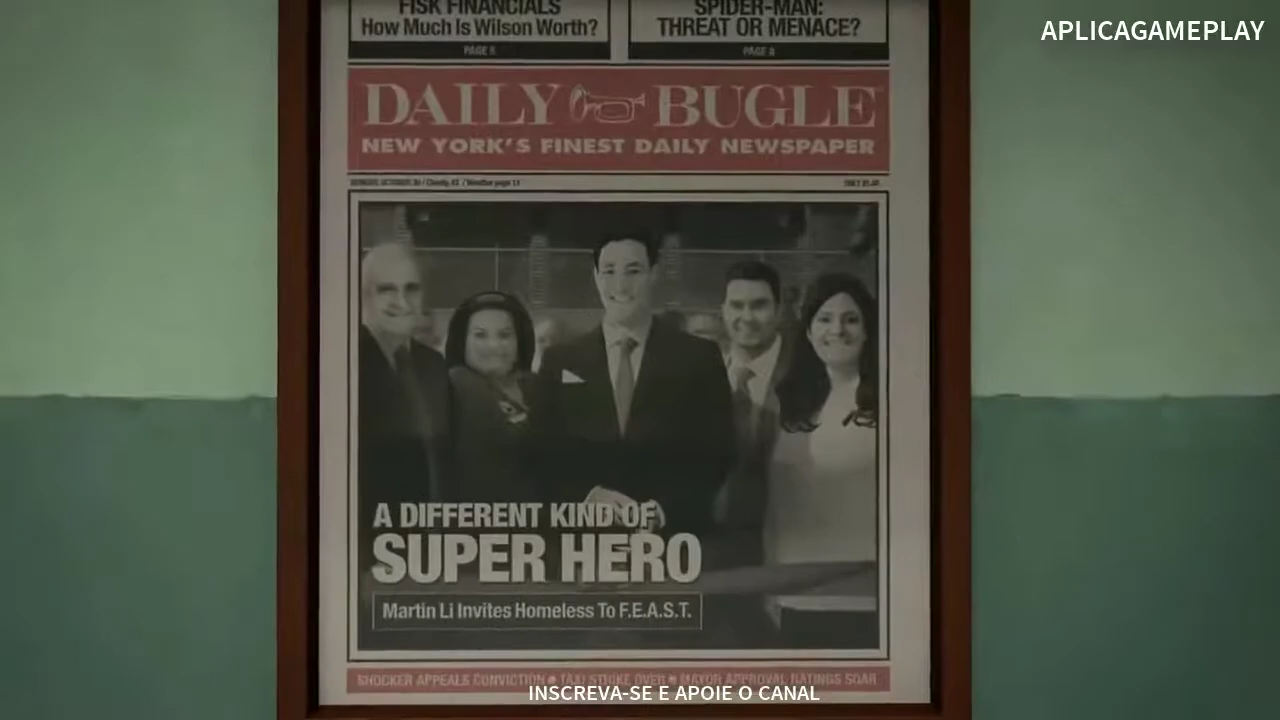 FISK FINANCIALS
How Much Is Wilson Worth?
PAGE 5
SPIDER-MAN:
THREAT OR MENACE?
PAGE 8
APLICAGAMEPLAY
DAILY BUGLE
NEW YORK'S FINEST DAILY NEWSPAPER
A DIFFERENT KIND OF
SUPER HERO
Martin Li Invites Homeless To F.E.A.S.T.
SHOCKER APPEALS CONVICTION ● TAXI STRIKE OVER ● MAYOR APPROVAL RATINGS SOAR
INSCREVA-SE E APOIE O CANAL